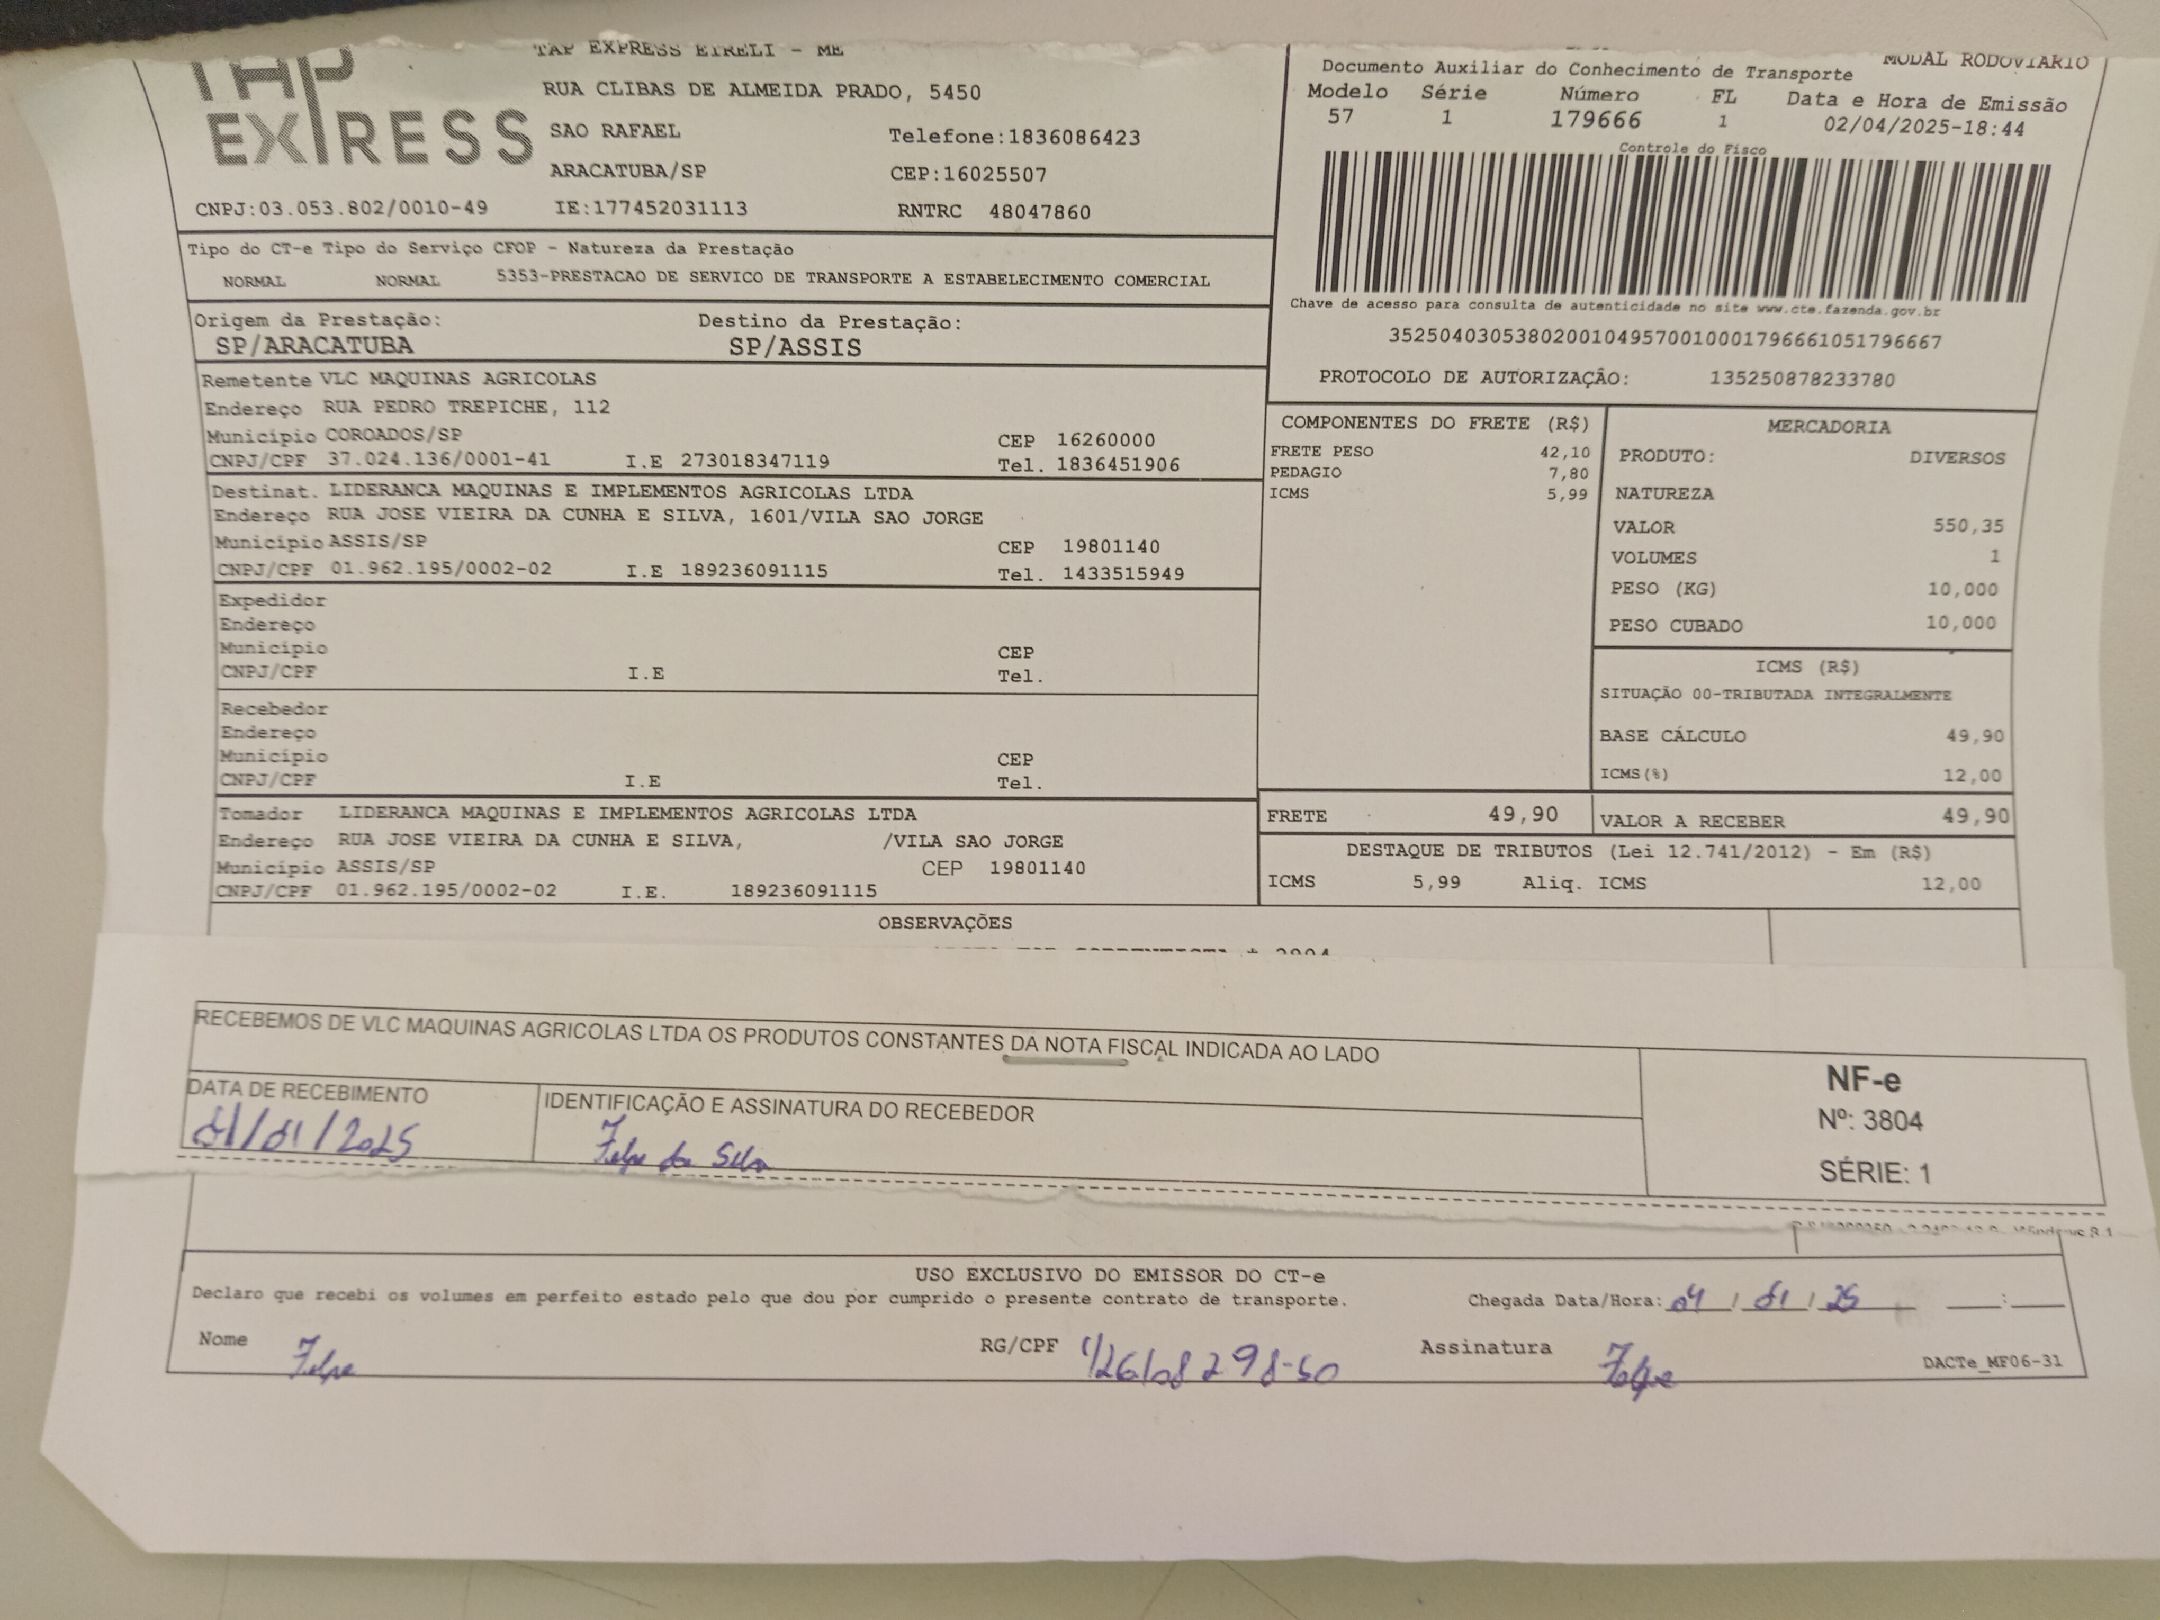 TAP EXPRESS
TAP EXPRESS EIRELI - ME
RUA CLIBAS DE ALMEIDA PRADO, 5450
SAO RAFAEL Telefone:1836086423
ARACATUBA/SP CEP:16025507
CNPJ:03.053.802/0010-49 IE:177452031113 RNTRC 48047860
MODAL RODOVIARIO
Documento Auxiliar do Conhecimento de Transporte
Modelo Série Número FL Data e Hora de Emissão
57 1 179666 1 02/04/2025-18:44
Controle do Fisco
Chave de acesso para consulta de autenticidade no site www.cte.fazenda.gov.br
35250403053802001049570010001796661051796667
PROTOCOLO DE AUTORIZAÇÃO: 135250878233780
Tipo do CT-e Tipo do Serviço CFOP - Natureza da Prestação
NORMAL NORMAL 5353-PRESTACAO DE SERVICO DE TRANSPORTE A ESTABELECIMENTO COMERCIAL
Origem da Prestação: Destino da Prestação:
SP/ARACATUBA SP/ASSIS
Remetente VLC MAQUINAS AGRICOLAS
Endereço RUA PEDRO TREPICHE, 112
Município COROADOS/SP CEP 16260000
CNPJ/CPF 37.024.136/0001-41 I.E 273018347119 Tel. 1836451906
Destinat. LIDERANCA MAQUINAS E IMPLEMENTOS AGRICOLAS LTDA
Endereço RUA JOSE VIEIRA DA CUNHA E SILVA, 1601/VILA SAO JORGE
Município ASSIS/SP CEP 19801140
CNPJ/CPF 01.962.195/0002-02 I.E 189236091115 Tel. 1433515949
Expedidor
Endereço
Município CEP
CNPJ/CPF I.E Tel.
Recebedor
Endereço
Município CEP
CNPJ/CPF I.E Tel.
Tomador LIDERANCA MAQUINAS E IMPLEMENTOS AGRICOLAS LTDA
Endereço RUA JOSE VIEIRA DA CUNHA E SILVA, /VILA SAO JORGE
Município ASSIS/SP CEP 19801140
CNPJ/CPF 01.962.195/0002-02 I.E. 189236091115
COMPONENTES DO FRETE (R$)
FRETE PESO 42,10
PEDAGIO 7,80
ICMS 5,99
MERCADORIA
PRODUTO: DIVERSOS
NATUREZA
VALOR 550,35
VOLUMES 1
PESO (KG) 10,000
PESO CUBADO 10,000
ICMS (R$)
SITUAÇÃO 00-TRIBUTADA INTEGRALMENTE
BASE CÁLCULO 49,90
ICMS(%) 12,00
FRETE 49,90 VALOR A RECEBER 49,90
DESTAQUE DE TRIBUTOS (Lei 12.741/2012) - Em (R$)
ICMS 5,99 Aliq. ICMS 12,00
OBSERVAÇÕES
RECEBEMOS DE VLC MAQUINAS AGRICOLAS LTDA OS PRODUTOS CONSTANTES DA NOTA FISCAL INDICADA AO LADO
DATA DE RECEBIMENTO IDENTIFICAÇÃO E ASSINATURA DO RECEBEDOR
01/01/2025 Felipe da Silva
NF-e
Nº: 3804
SÉRIE: 1
Windows 8.1
USO EXCLUSIVO DO EMISSOR DO CT-e
Declaro que recebi os volumes em perfeito estado pelo que dou por cumprido o presente contrato de transporte. Chegada Data/Hora: 04/01/25 __:__
Nome Felipe RG/CPF Assinatura Felipe
DACTe_MF06-31